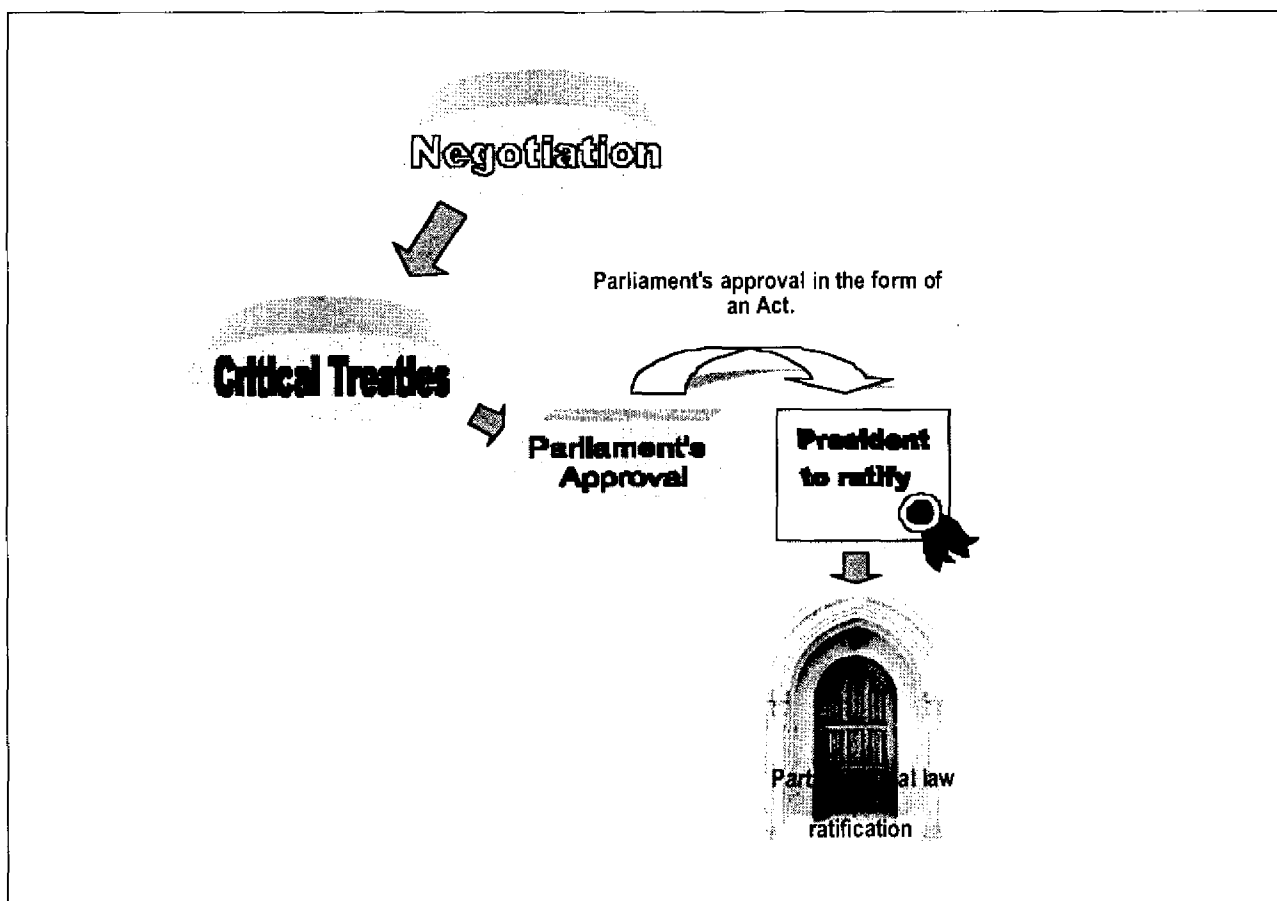 Negotiation
Parliament's approval in the form of
an Act.
Critical Treaties
Parliament's
Approval
President
to ratify
Part al law
ratification